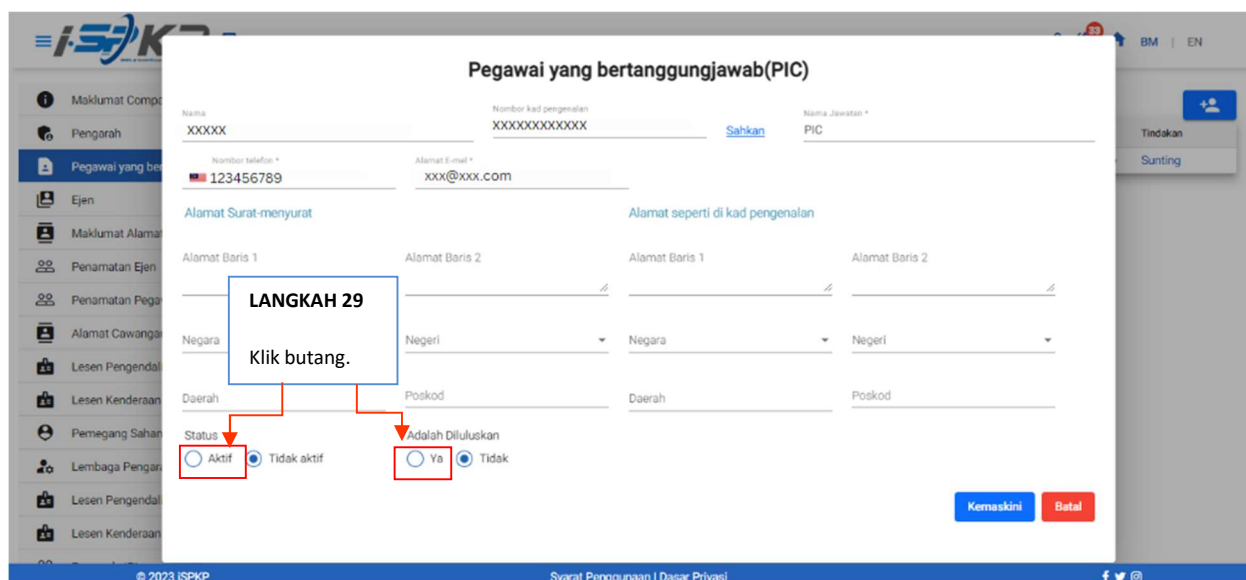 i-SPKP
33
BM | EN
Pegawai yang bertanggungjawab(PIC)
Maklumat Compa
Pengarah
Pegawai yang ber
Ejen
Maklumat Alama
Penamatan Ejen
Penamatan Pega
Alamat Cawanga
Lesen Pengendal
Lesen Kenderaan
Pemegang Sahan
Lembaga Pengar
Lesen Pengendal
Lesen Kenderaan
Nama
XXXXX
Nombor kad pengenalan
XXXXXXXXXXXX
Sahkan
Nama Jawatan *
PIC
Tindakan
Sunting
Nombor telefon *
123456789
Alamat E-mel *
xxx@xxx.com
Alamat Surat-menyurat
Alamat seperti di kad pengenalan
Alamat Baris 1
Alamat Baris 2
Alamat Baris 1
Alamat Baris 2
LANGKAH 29
Klik butang.
Negara
Negeri
Negara
Negeri
Daerah
Poskod
Daerah
Poskod
Status
Aktif
Tidak aktif
Adalah Diluluskan
Ya
Tidak
Kemaskini
Batal
© 2023 iSPKP
Syarat Penggunaan | Dasar Privasi